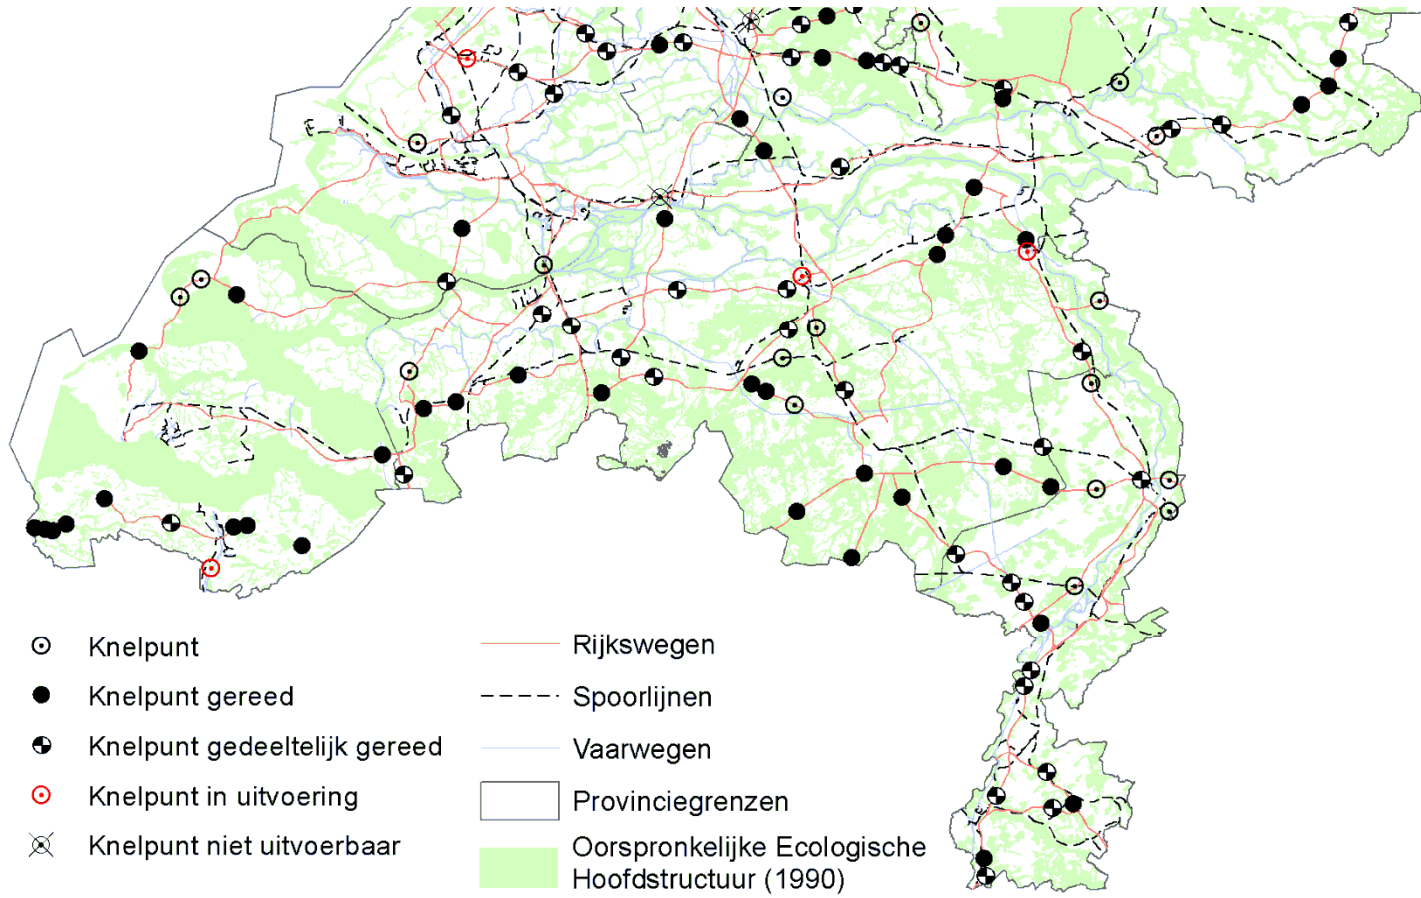 Knelpunt
Knelpunt gereed
Knelpunt gedeeltelijk gereed
Knelpunt in uitvoering
Knelpunt niet uitvoerbaar
Rijkswegen
Spoorlijnen
Vaarwegen
Provinciegrenzen
Oorspronkelijke Ecologische
Hoofdstructuur (1990)